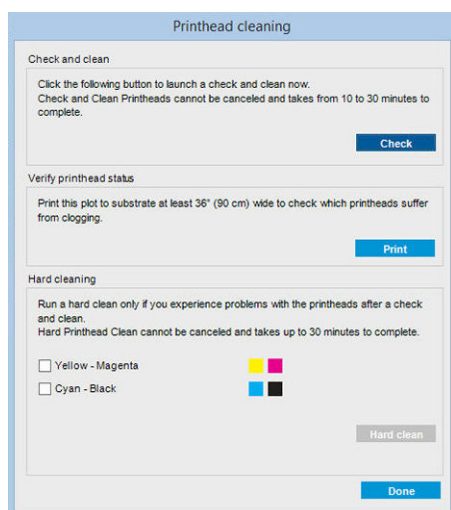 Printhead cleaning
Check and clean
Click the following button to launch a check and clean now.
Check and Clean Printheads cannot be canceled and takes from 10 to 30 minutes to
complete.
Check
Verify printhead status
Print this plot to substrate at least 36" (90 cm) wide to check which printheads suffer
from clogging.
Print
Hard cleaning
Run a hard clean only if you experience problems with the printheads after a check
and clean.
Hard Printhead Clean cannot be canceled and takes up to 30 minutes to complete.
Yellow - Magenta
Cyan - Black
Hard clean
Done